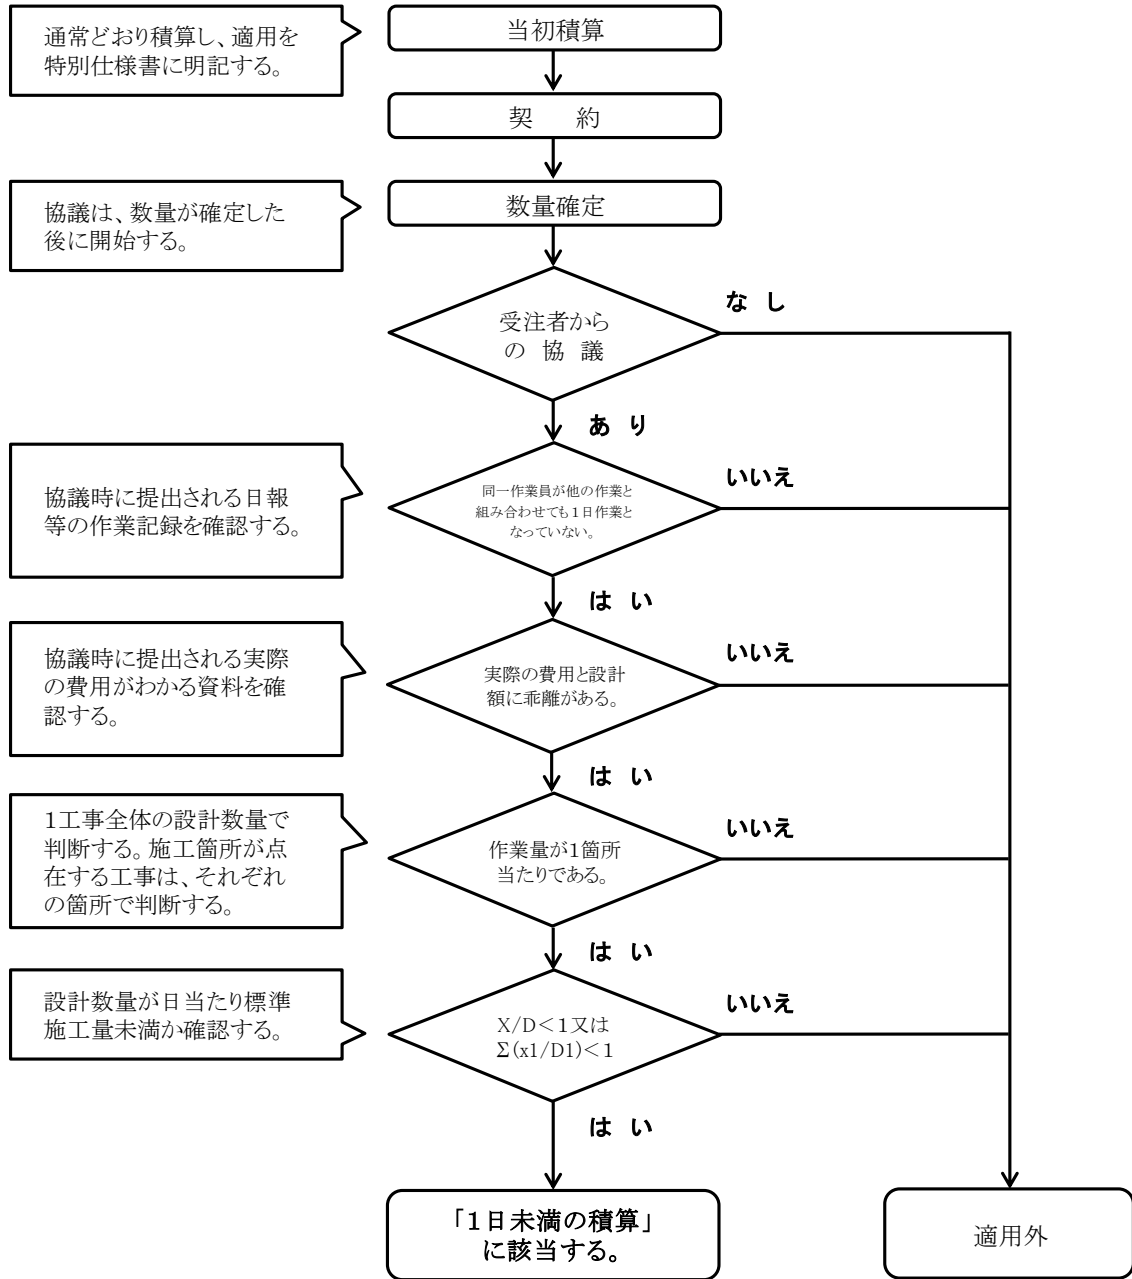 通常どおり積算し、適用を
特別仕様書に明記する。
当初積算
契　約
協議は、数量が確定した
後に開始する。
数量確定
受注者から
の 協 議
な し
あ り
協議時に提出される日報
等の作業記録を確認する。
同一作業員が他の作業と
組み合わせても1日作業と
なっていない。
いいえ
は い
協議時に提出される実際
の費用がわかる資料を確
認する。
実際の費用と設計
額に乖離がある。
いいえ
は い
1工事全体の設計数量で
判断する。施工箇所が点
在する工事は、それぞれ
の箇所で判断する。
作業量が1箇所
当たりである。
いいえ
は い
設計数量が日当たり標準
施工量未満か確認する。
X/D<1又は
Σ(x1/D1)<1
いいえ
は い
「1日未満の積算」
に該当する。
適用外